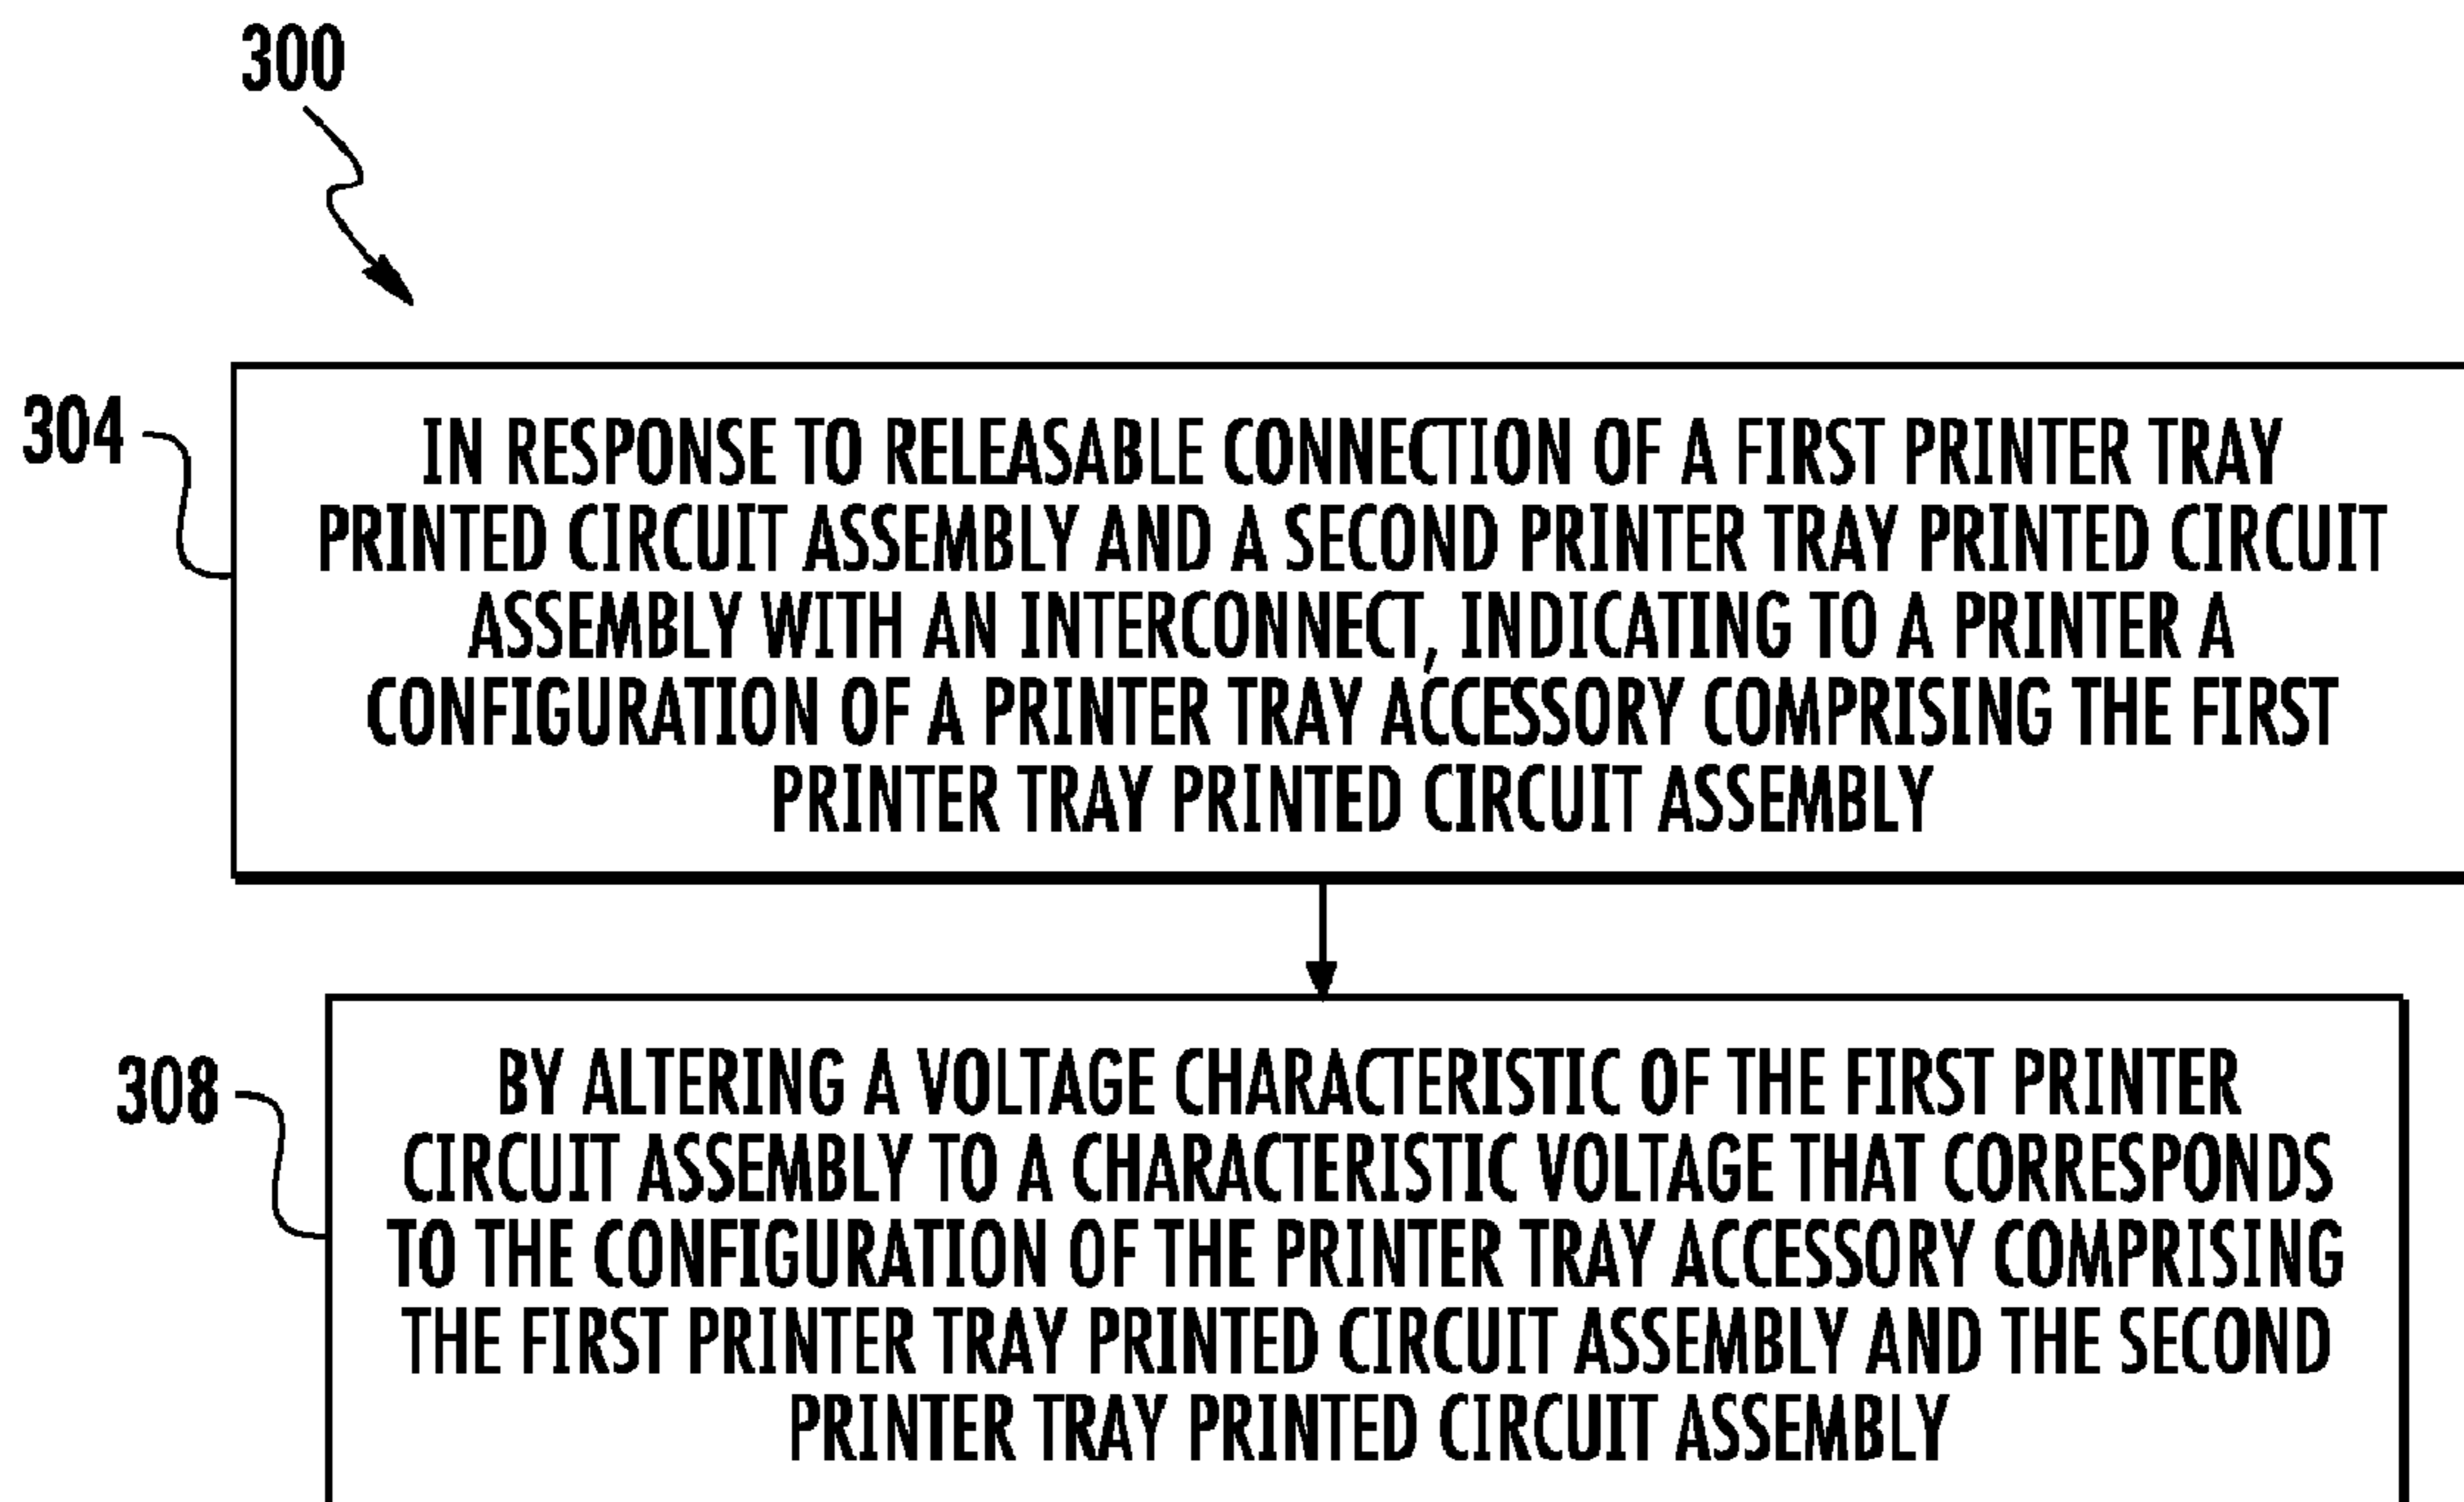 300
304
IN RESPONSE TO RELEASABLE CONNECTION OF A FIRST PRINTER TRAY
PRINTED CIRCUIT ASSEMBLY AND A SECOND PRINTER TRAY PRINTED CIRCUIT
ASSEMBLY WITH AN INTERCONNECT, INDICATING TO A PRINTER A
CONFIGURATION OF A PRINTER TRAY ACCESSORY COMPRISING THE FIRST
PRINTER TRAY PRINTED CIRCUIT ASSEMBLY
308
BY ALTERING A VOLTAGE CHARACTERISTIC OF THE FIRST PRINTER
CIRCUIT ASSEMBLY TO A CHARACTERISTIC VOLTAGE THAT CORRESPONDS
TO THE CONFIGURATION OF THE PRINTER TRAY ACCESSORY COMPRISING
THE FIRST PRINTER TRAY PRINTED CIRCUIT ASSEMBLY AND THE SECOND
PRINTER TRAY PRINTED CIRCUIT ASSEMBLY